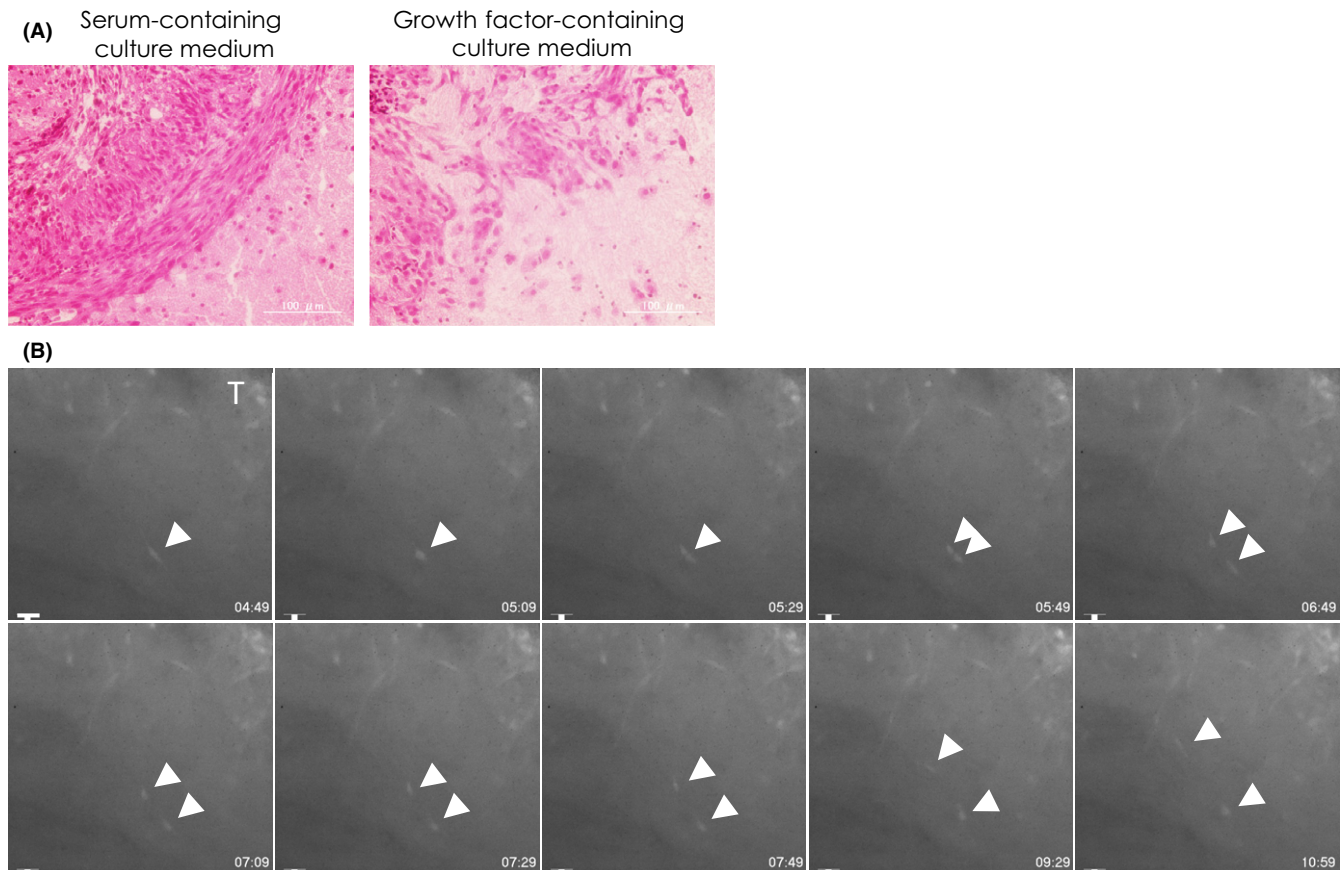 (A)
Serum-containing
culture medium
Growth factor-containing
culture medium
100 μm
100 μm
(B)
T
04:49
05:09
05:29
05:49
06:49
07:09
07:29
07:49
09:29
10:59